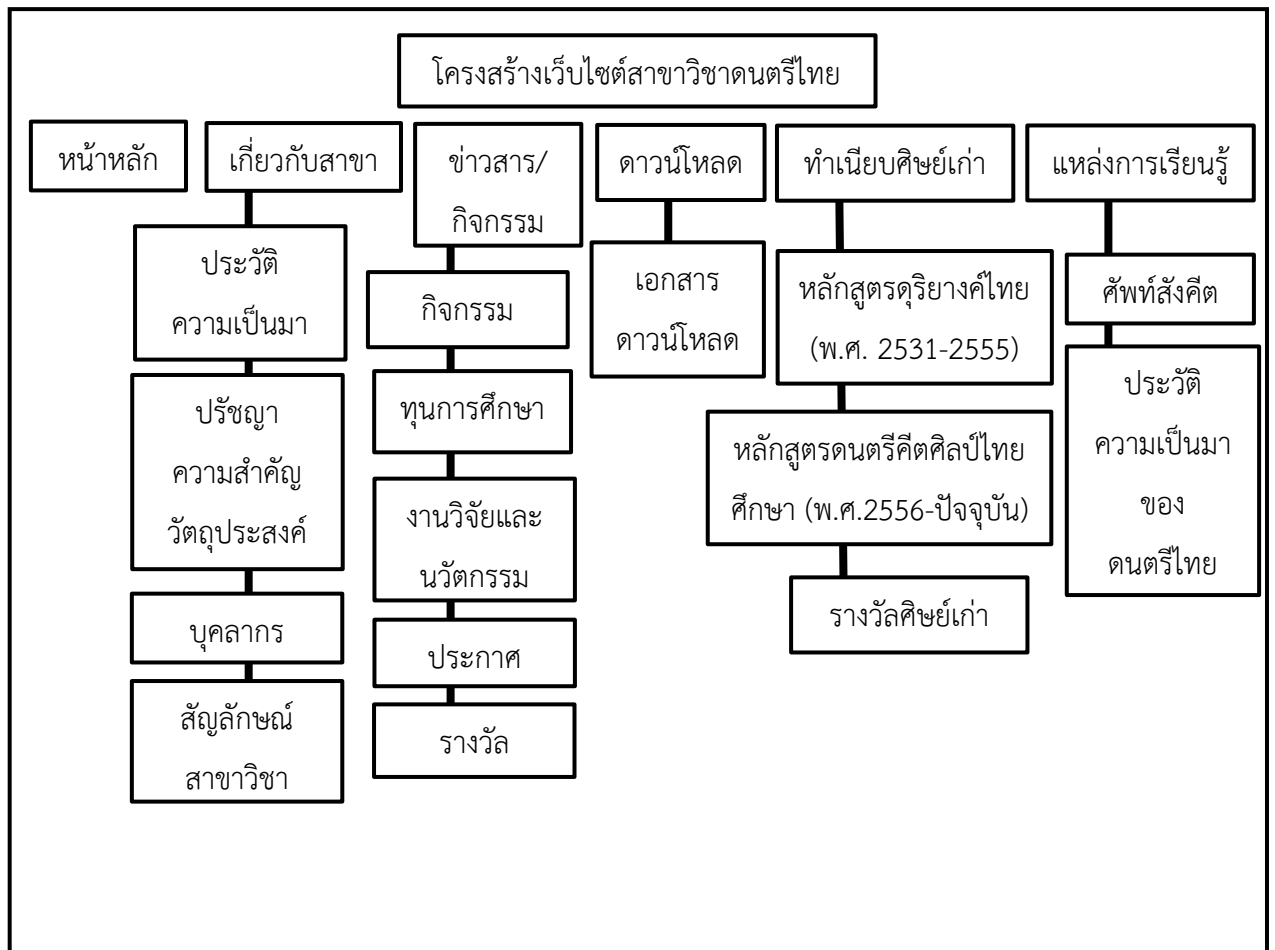 โครงสร้างเว็บไซต์สาขาวิชาดนตรีไทย
หน้าหลัก
เกี่ยวกับสาขา
ประวัติ
ความเป็นมา
ปรัชญา
ความสำคัญ
วัตถุประสงค์
บุคลากร
สัญลักษณ์
สาขาวิชา
ข่าวสาร/
กิจกรรม
กิจกรรม
ทุนการศึกษา
งานวิจัยและ
นวัตกรรม
ประกาศ
รางวัล
ดาวน์โหลด
เอกสาร
ดาวน์โหลด
ทำเนียบศิษย์เก่า
หลักสูตรดุริยางค์ไทย
(พ.ศ. 2531-2555)
หลักสูตรดนตรีคีตศิลป์ไทย
ศึกษา (พ.ศ.2556-ปัจจุบัน)
รางวัลศิษย์เก่า
แหล่งการเรียนรู้
ศัพท์สังคีต
ประวัติ
ความเป็นมา
ของ
ดนตรีไทย